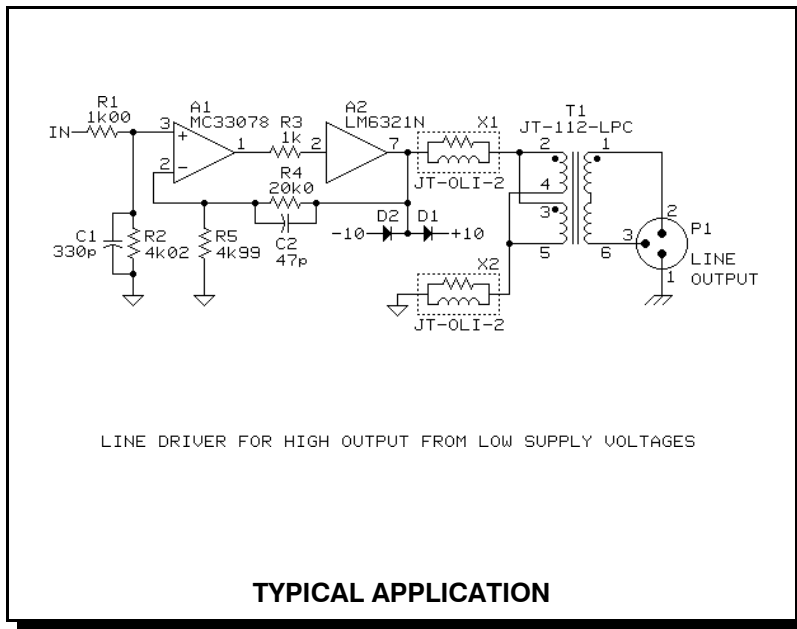 R1
1k00
IN
3
+
2
−
A1
MC33078
1
R3
1k
A2
LM6321N
2
7
X1
JT-OLI-2
T1
JT-112-LPC
2
1
4
3
5
6
R4
20k0
C2
47p
D2
D1
−10
+10
C1
330p
R2
4k02
R5
4k99
X2
JT-OLI-2
2
3
1
P1
LINE
OUTPUT
LINE DRIVER FOR HIGH OUTPUT FROM LOW SUPPLY VOLTAGES
TYPICAL APPLICATION